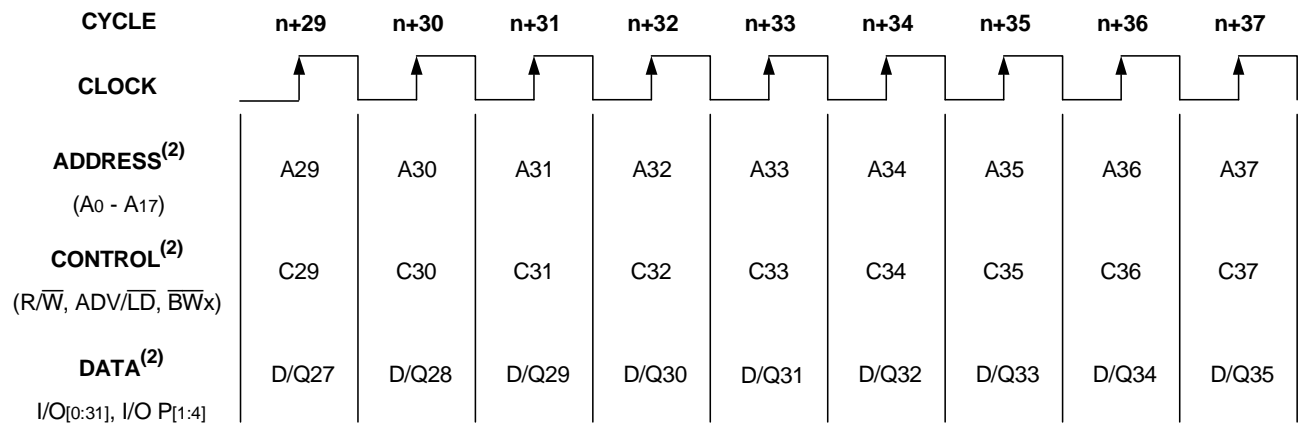 CYCLE n+29 n+30 n+31 n+32 n+33 n+34 n+35 n+36 n+37
CLOCK
ADDRESS(2) A29 A30 A31 A32 A33 A34 A35 A36 A37
(A0 - A17)
CONTROL(2) C29 C30 C31 C32 C33 C34 C35 C36 C37
(R/W̅, ADV/L̅D̅, B̅W̅x)
DATA(2) D/Q27 D/Q28 D/Q29 D/Q30 D/Q31 D/Q32 D/Q33 D/Q34 D/Q35
I/O[0:31], I/O P[1:4]